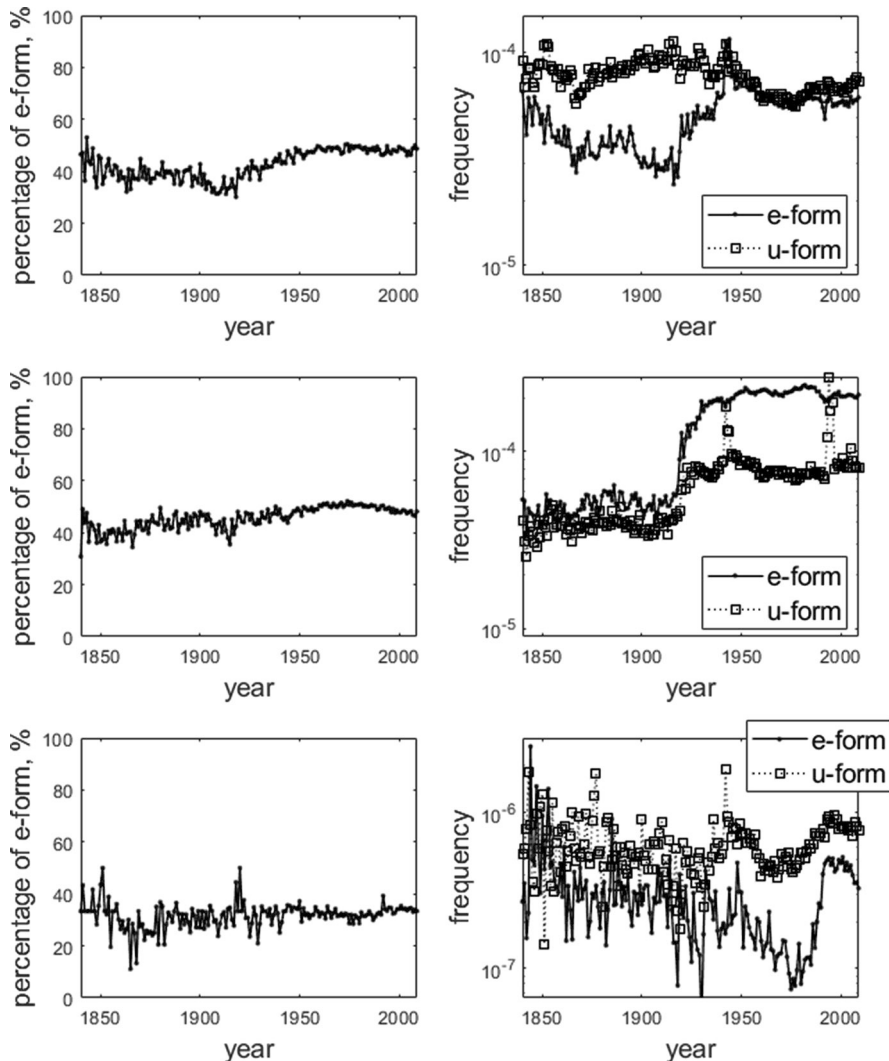 percentage of e-form, %
100
80
60
40
20
0
1850 1900 1950 2000
year
frequency
10-4
10-5
e-form
u-form
1850 1900 1950 2000
year
percentage of e-form, %
100
80
60
40
20
0
1850 1900 1950 2000
year
frequency
10-4
10-5
e-form
u-form
1850 1900 1950 2000
year
percentage of e-form, %
100
80
60
40
20
0
1850 1900 1950 2000
year
frequency
10-6
10-7
e-form
u-form
1850 1900 1950 2000
year